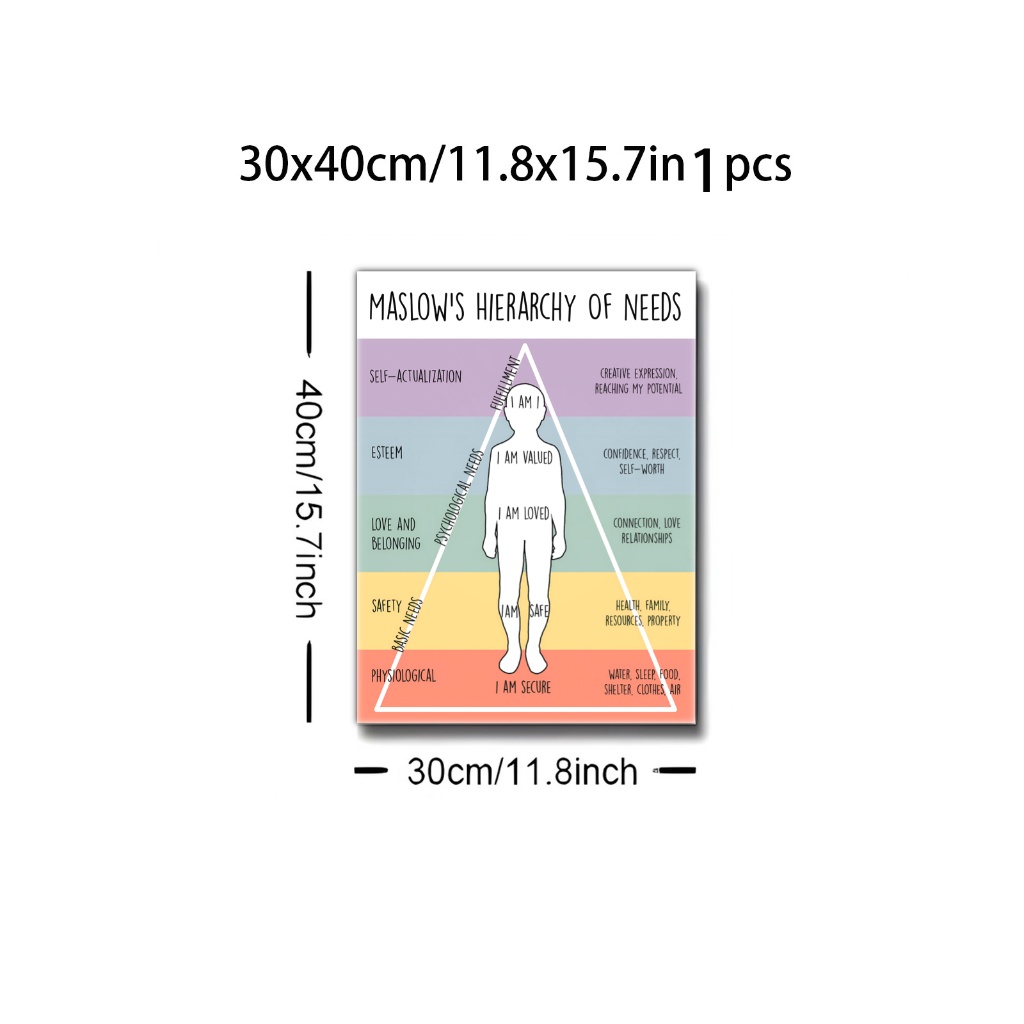 30x40cm/11.8x15.7in 1 pcs
MASLOW'S HIERARCHY OF NEEDS
SELF-ACTUALIZATION
FULFILLMENT
I AM I
CREATIVE EXPRESSION,
REACHING MY POTENTIAL
ESTEEM
PSYCHOLOGICAL NEEDS
I AM VALUED
CONFIDENCE, RESPECT,
SELF-WORTH
LOVE AND
BELONGING
I AM LOVED
CONNECTION, LOVE
RELATIONSHIPS
SAFETY
BASIC NEEDS
I AM SAFE
HEALTH, FAMILY,
RESOURCES, PROPERTY
PHYSIOLOGICAL
I AM SECURE
WATER, SLEEP, FOOD,
SHELTER, CLOTHES, AIR
40cm/15.7inch
30cm/11.8inch